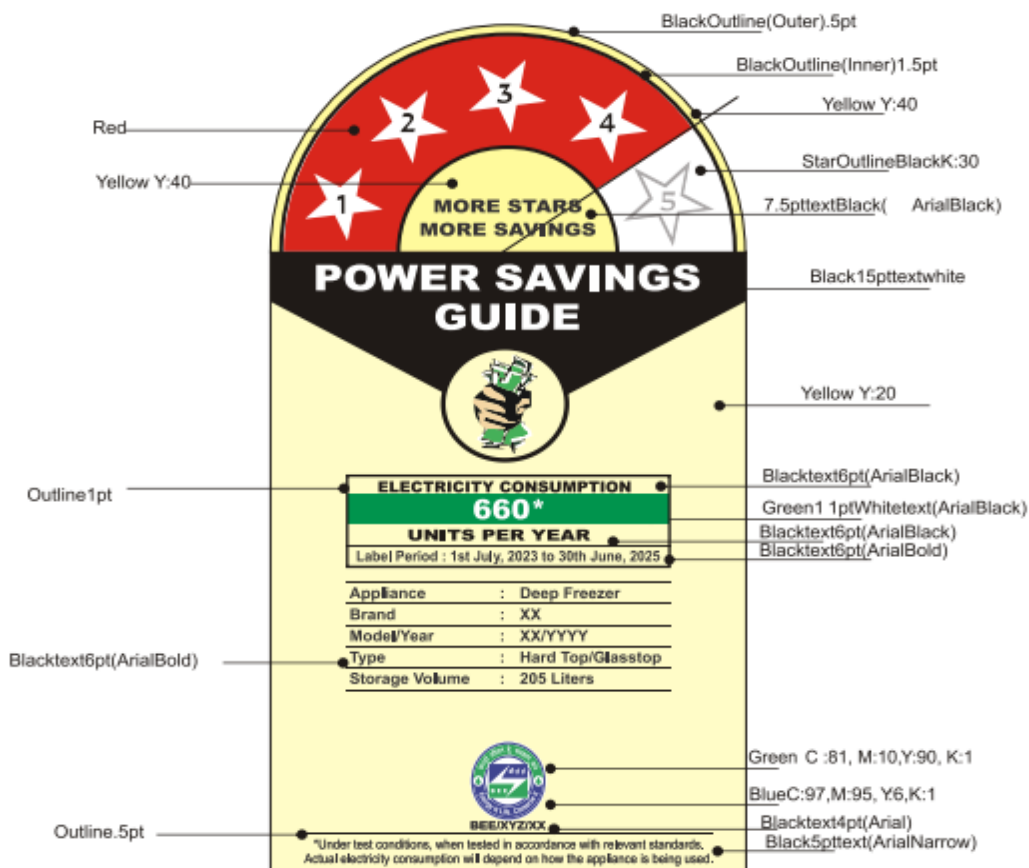 BlackOutline(Outer).5pt
BlackOutline(Inner)1.5pt
Yellow Y:40
Red
StarOutlineBlackK:30
Yellow Y:40
7.5pttextBlack( ArialBlack)
1
2
3
4
5
MORE STARS
MORE SAVINGS
POWER SAVINGS
GUIDE
Black15pttextwhite
Yellow Y:20
Outline1pt
ELECTRICITY CONSUMPTION
Blacktext6pt(ArialBlack)
660*
Green1 1ptWhitetext(ArialBlack)
UNITS PER YEAR
Blacktext6pt(ArialBlack)
Label Period : 1st July, 2023 to 30th June, 2025
Blacktext6pt(ArialBold)
Appliance : Deep Freezer
Brand : XX
Model/Year : XX/YYYY
Type : Hard Top/Glasstop
Storage Volume : 205 Liters
Blacktext6pt(ArialBold)
Green C :81, M:10,Y:90, K:1
BlueC:97,M:95, Y:6,K:1
BEE/XYZ/XX
Blacktext4pt(Arial)
Outline.5pt
*Under test conditions, when tested in accordance with relevant standards.
Actual electricity consumption will depend on how the appliance is being used.
Black5pttext(ArialNarrow)